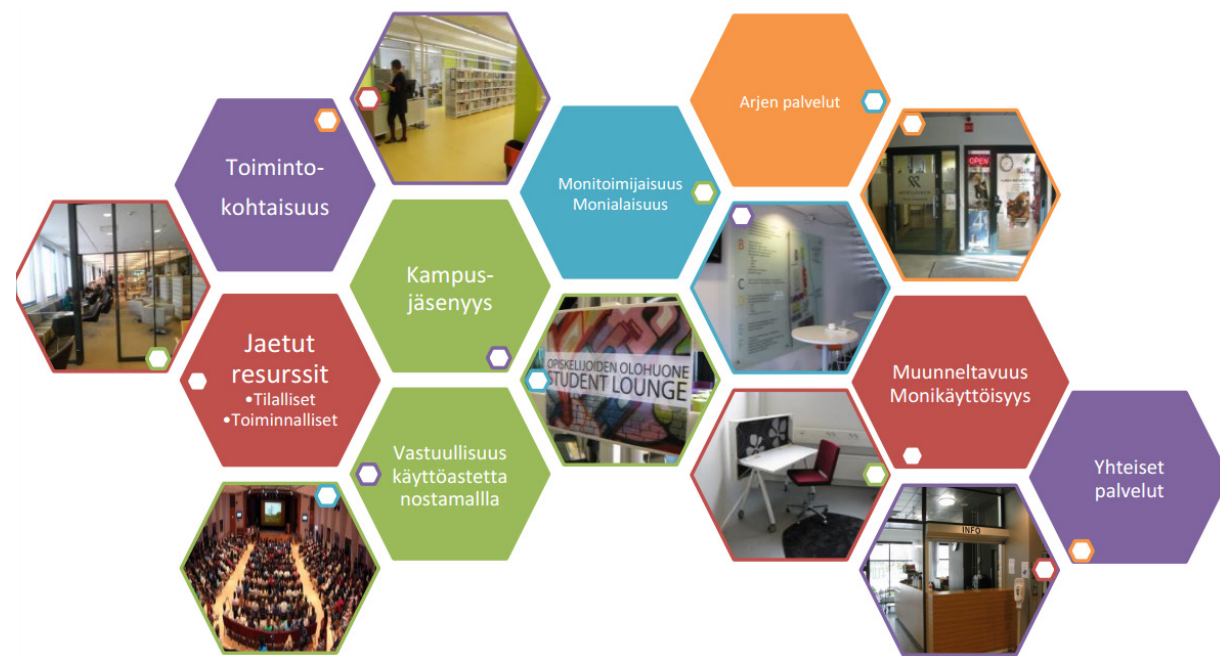 Toiminto-
kohtaisuus
Jaetut
resurssit
•Tilalliset
•Toiminnalliset
Kampus-
jäsenyys
Vastuullisuus
käyttöastetta
nostamallla
Monitoimijaisuus
Monialaisuus
OPISKELIJOIDEN OLOHUONE
STUDENT LOUNGE
Arjen palvelut
OPEN
B
C
D
E
Muunneltavuus
Monikäyttöisyys
INFO
Yhteiset
palvelut